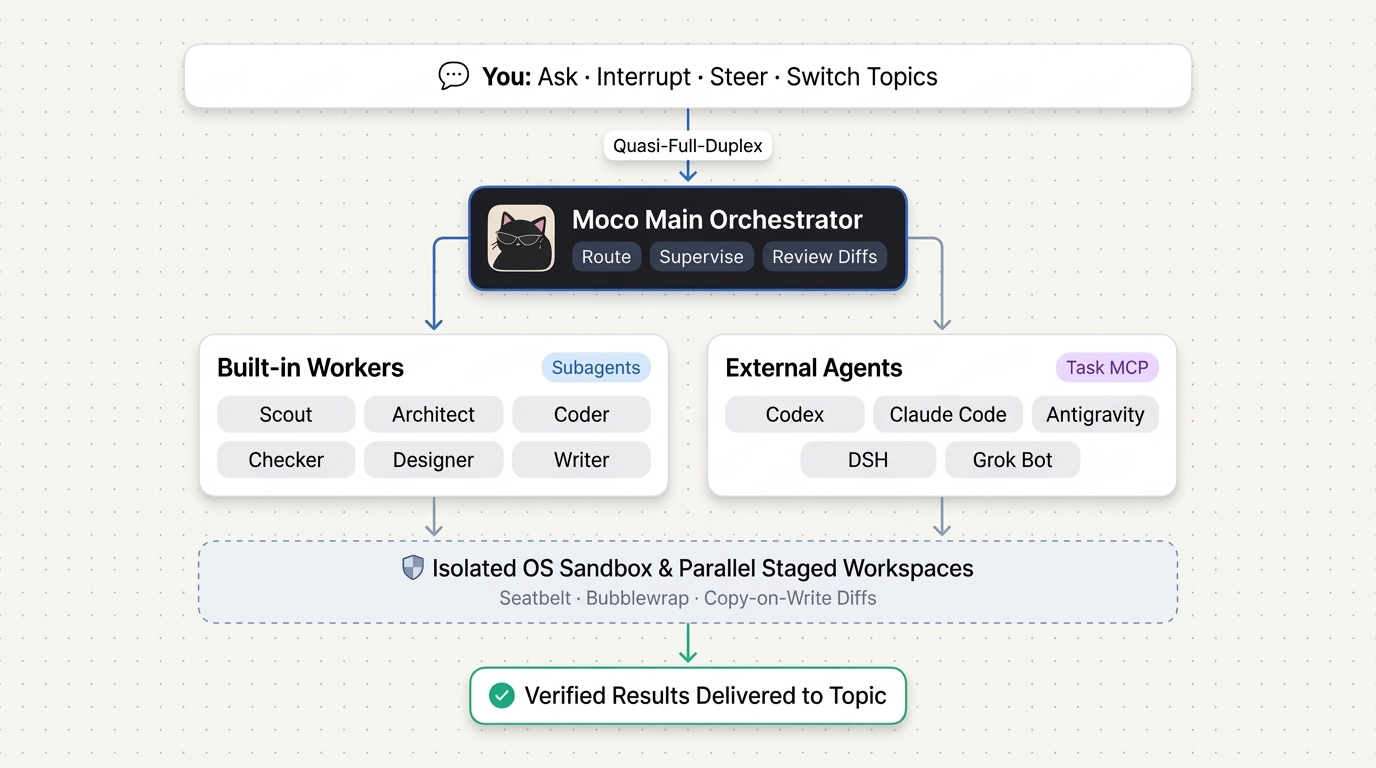 You: Ask · Interrupt · Steer · Switch Topics
Quasi-Full-Duplex
Moco Main Orchestrator
Route Supervise Review Diffs
Built-in Workers Subagents
Scout Architect Coder
Checker Designer Writer
External Agents Task MCP
Codex Claude Code Antigravity
DSH Grok Bot
Isolated OS Sandbox & Parallel Staged Workspaces
Seatbelt · Bubblewrap · Copy-on-Write Diffs
Verified Results Delivered to Topic